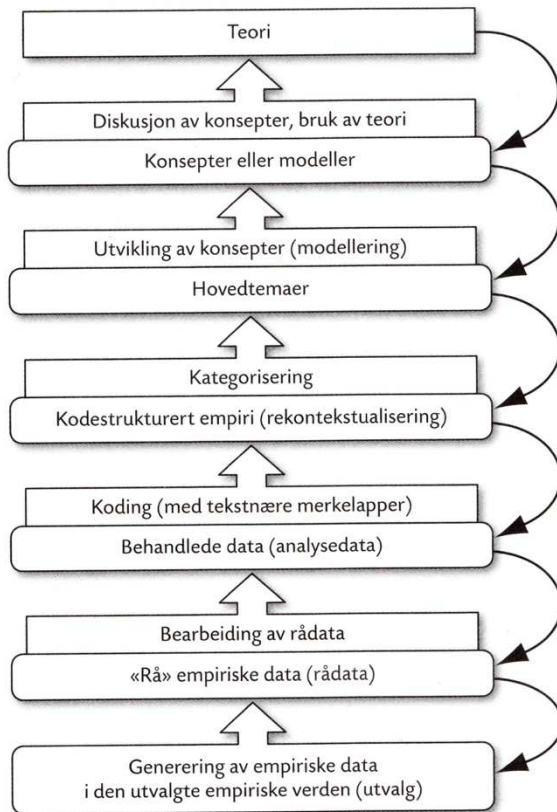 Teori
Diskusjon av konsepter, bruk av teori
Konsepter eller modeller
Utvikling av konsepter (modellering)
Hovedtemaer
Kategorisering
Kodestrukturert empiri (rekontekstualisering)
Koding (med tekstnære merkelapper)
Behandlede data (analysedata)
Bearbeiding av rådata
«Rå» empiriske data (rådata)
Generering av empiriske data
i den utvalgte empiriske verden (utvalg)